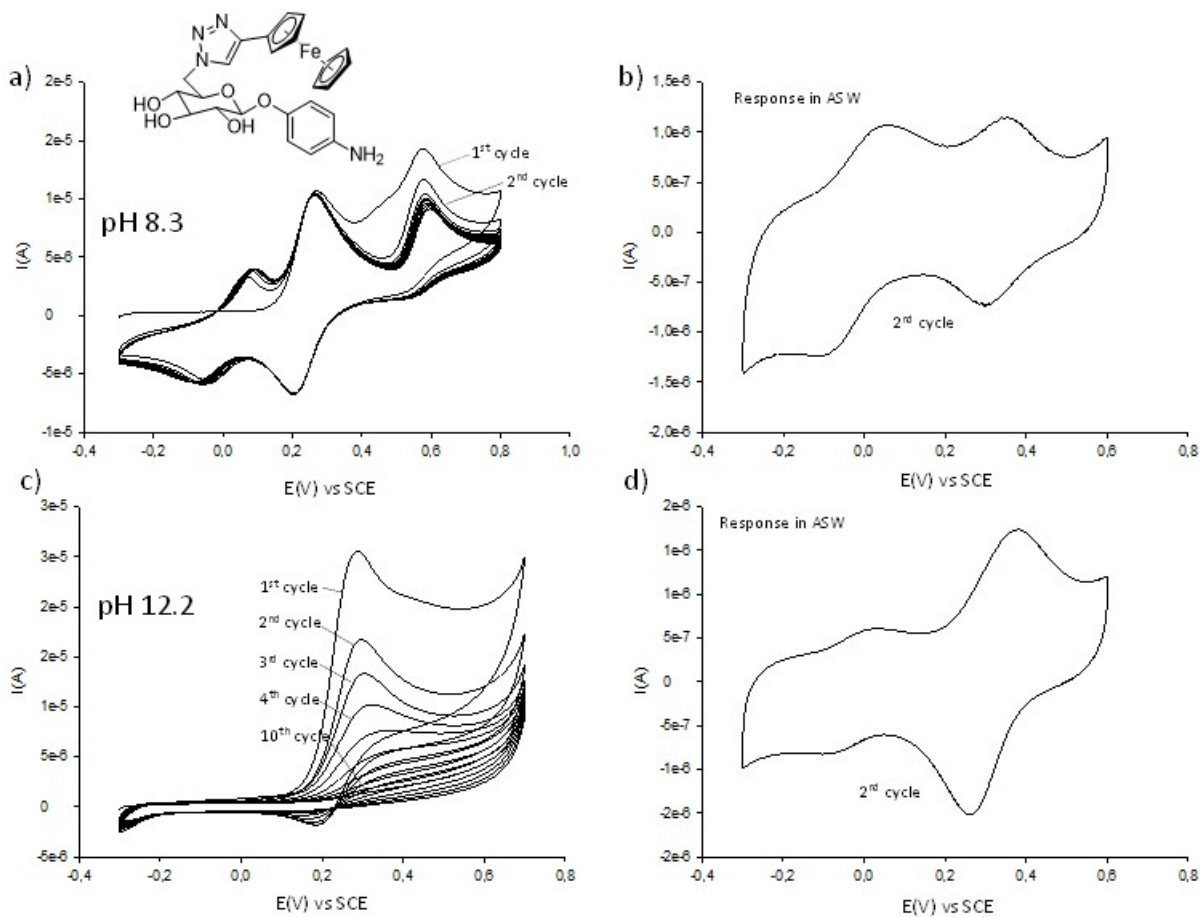 a)
N
N
N
Fe
O
HO
HO
OH
O
NH2
2e-5
2e-5
1e-5
5e-6
0
-5e-6
-1e-5
I(A)
pH 8.3
1st cycle
2nd cycle
-0,4 -0,2 0,0 0,2 0,4 0,6 0,8 1,0
E(V) vs SCE
b)
Response in ASW
1,5e-6
1,0e-6
5,0e-7
0,0
-5,0e-7
-1,0e-6
-1,5e-6
-2,0e-6
I(A)
2nd cycle
-0,4 -0,2 0,0 0,2 0,4 0,6 0,8
E(V) vs SCE
c)
3e-5
3e-5
2e-5
2e-5
1e-5
5e-6
0
-5e-6
I(A)
pH 12.2
1st cycle
2nd cycle
3rd cycle
4th cycle
10th cycle
-0,4 -0,2 0,0 0,2 0,4 0,6 0,8
E(V) vs SCE
d)
Response in ASW
2e-6
2e-6
1e-6
5e-7
0
-5e-7
-1e-6
-2e-6
-2e-6
I(A)
2nd cycle
-0,4 -0,2 0,0 0,2 0,4 0,6 0,8
E(V) vs SCE